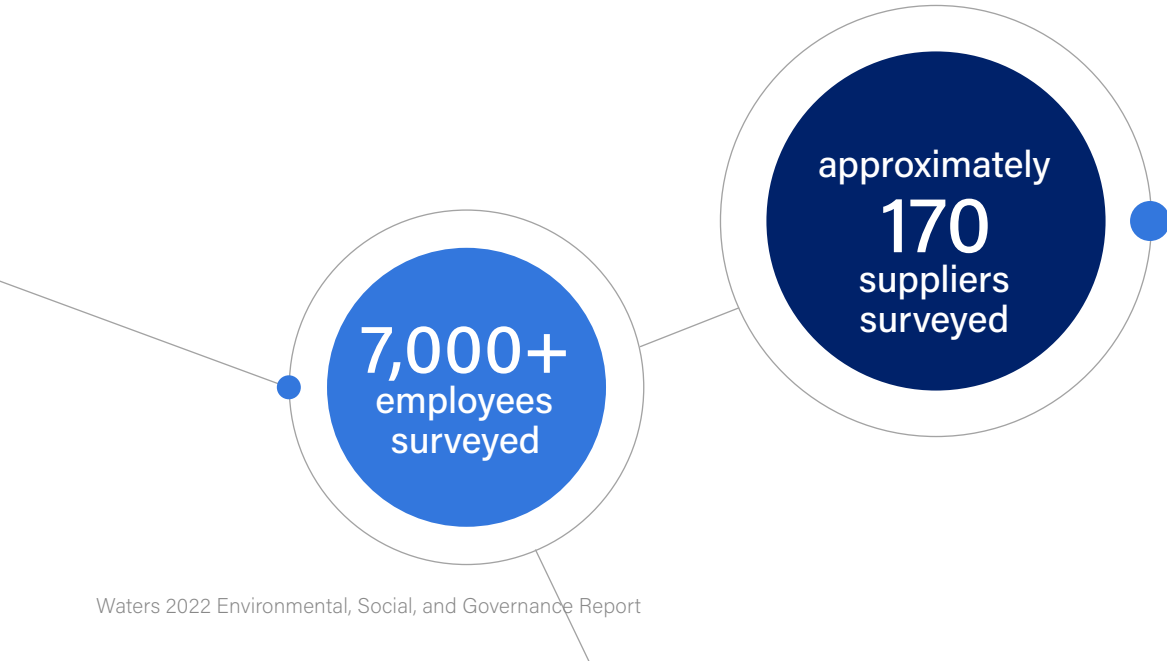 approximately
170
suppliers
surveyed
7,000+
employees
surveyed
Waters 2022 Environmental, Social, and Governance Report